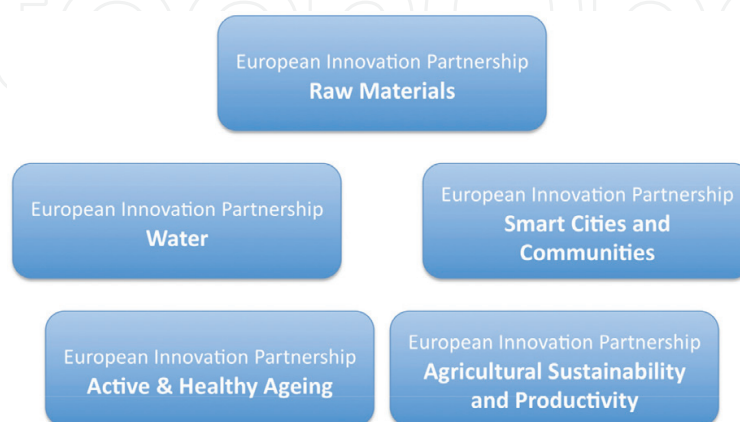 European Innovation Partnership
Raw Materials
European Innovation Partnership
Water
European Innovation Partnership
Smart Cities and
Communities
European Innovation Partnership
Active & Healthy Ageing
European Innovation Partnership
Agricultural Sustainability
and Productivity